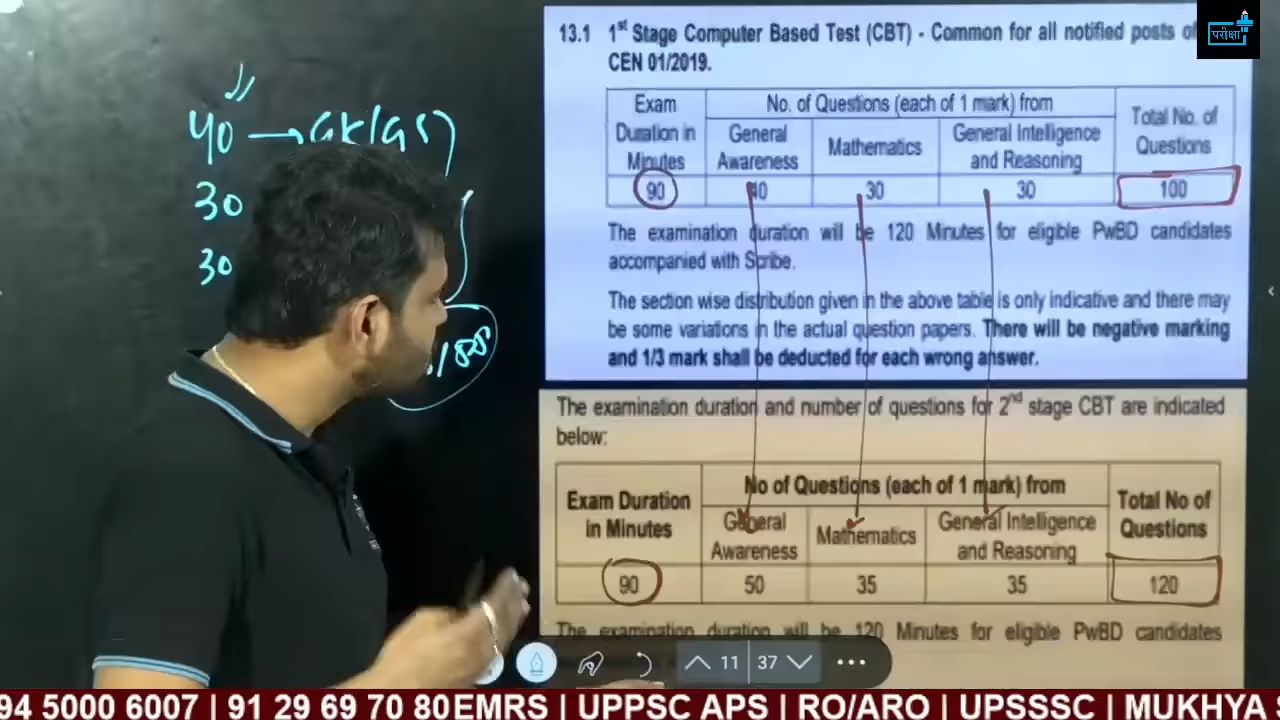 परीक्षा
40 → GK/GS
30
30
13.1 1st Stage Computer Based Test (CBT) - Common for all notified posts of
CEN 01/2019.
Exam Duration in Minutes
No. of Questions (each of 1 mark) from
Total No. of Questions
General Awareness
Mathematics
General Intelligence and Reasoning
90 40 30 30 100
The examination duration will be 120 Minutes for eligible PwBD candidates
accompanied with Scribe.
The section wise distribution given in the above table is only indicative and there may
be some variations in the actual question papers. There will be negative marking
and 1/3 mark shall be deducted for each wrong answer.
The examination duration and number of questions for 2nd stage CBT are indicated
below:
Exam Duration in Minutes
No of Questions (each of 1 mark) from
Total No of Questions
General Awareness
Mathematics
General Intelligence and Reasoning
90 50 35 35 120
The examination duration will be 120 Minutes for eligible PwBD candidates
11 37
94 5000 6007 | 91 29 69 70 80 EMRS | UPPSC APS | RO/ARO | UPSSSC | MUKHYA